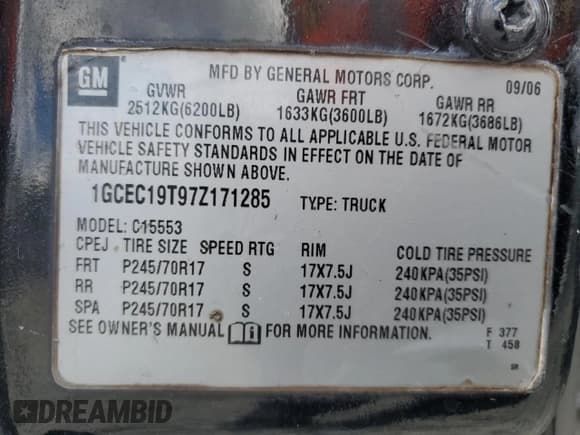 GM
MFD BY GENERAL MOTORS CORP. 09/06
GVWR GAWR FRT GAWR RR
2512KG(6200LB) 1633KG(3600LB) 1672KG(3686LB)
THIS VEHICLE CONFORMS TO ALL APPLICABLE U.S. FEDERAL MOTOR
VEHICLE SAFETY STANDARDS IN EFFECT ON THE DATE OF
MANUFACTURE SHOWN ABOVE.
1GCEC19T97Z171285 TYPE: TRUCK
MODEL: C15553
CPEJ TIRE SIZE SPEED RTG RIM COLD TIRE PRESSURE
FRT P245/70R17 S 17X7.5J 240KPA(35PSI)
RR P245/70R17 S 17X7.5J 240KPA(35PSI)
SPA P245/70R17 S 17X7.5J 240KPA(35PSI)
SEE OWNER'S MANUAL FOR MORE INFORMATION. F 377
T 458
DREAMBID